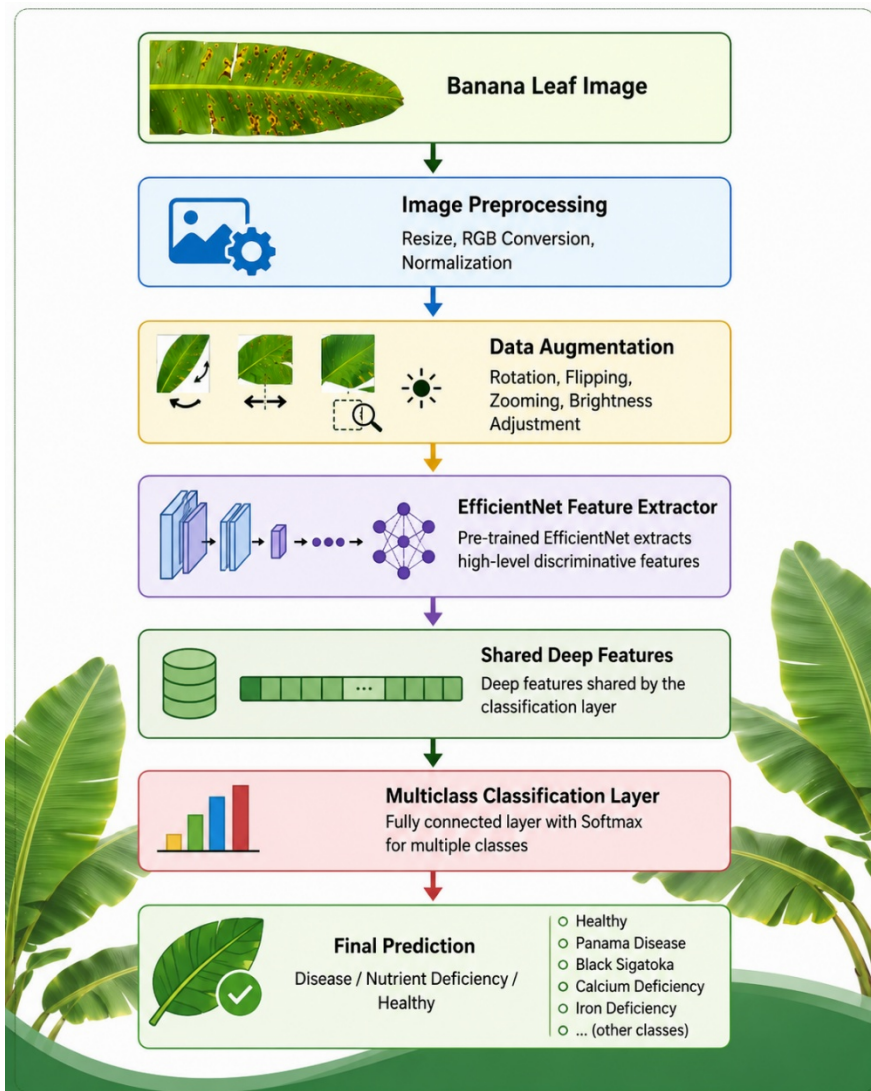 Banana Leaf Image
Image Preprocessing
Resize, RGB Conversion,
Normalization
Data Augmentation
Rotation, Flipping,
Zooming, Brightness
Adjustment
EfficientNet Feature Extractor
Pre-trained EfficientNet extracts
high-level discriminative features
Shared Deep Features
Deep features shared by the
classification layer
...
Multiclass Classification Layer
Fully connected layer with Softmax
for multiple classes
Final Prediction
Disease / Nutrient Deficiency /
Healthy
Healthy
Panama Disease
Black Sigatoka
Calcium Deficiency
Iron Deficiency
... (other classes)